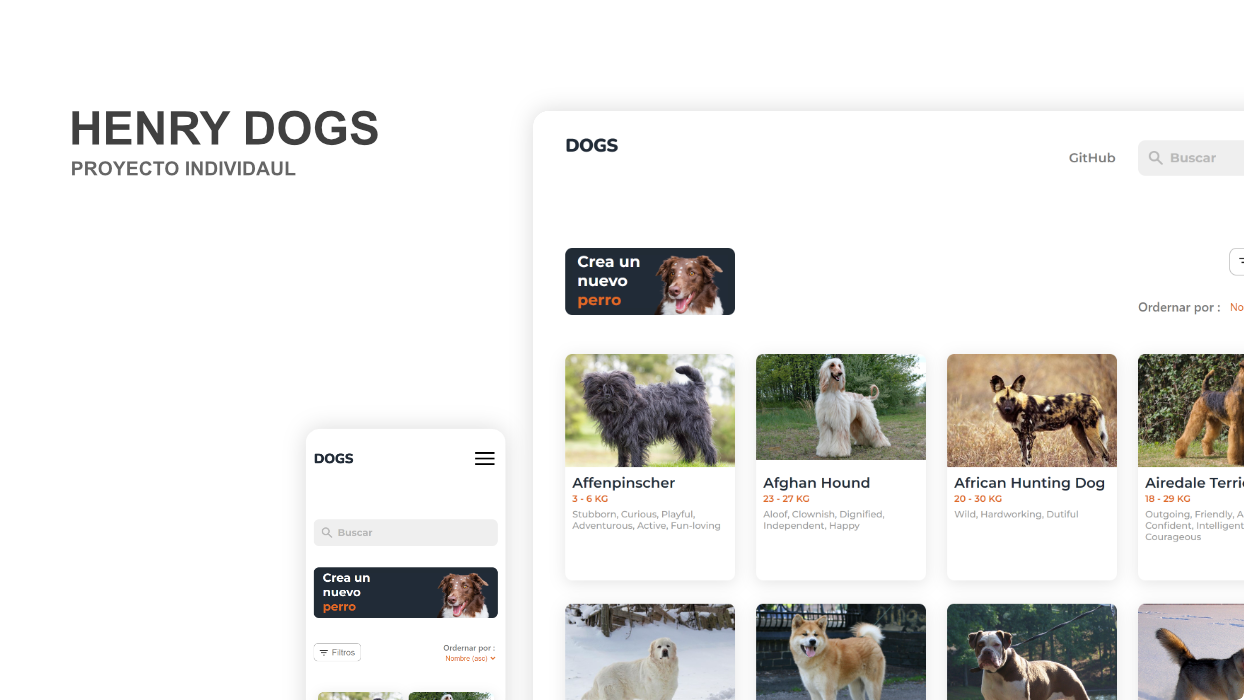 HENRY DOGS
PROYECTO INDIVIDAUL
DOGS
GitHub
Buscar
Crea un
nuevo
perro
Ordernar por :
No
Affenpinscher
3 - 6 KG
Stubborn, Curious, Playful,
Adventurous, Active, Fun-loving
Afghan Hound
23 - 27 KG
Aloof, Clownish, Dignified,
Independent, Happy
African Hunting Dog
20 - 30 KG
Wild, Hardworking, Dutiful
Airedale Terrie
18 - 29 KG
Outgoing, Friendly, A
Confident, Intelligent
Courageous
DOGS
Buscar
Crea un
nuevo
perro
Filtros
Ordernar por :
Nombre (asc)